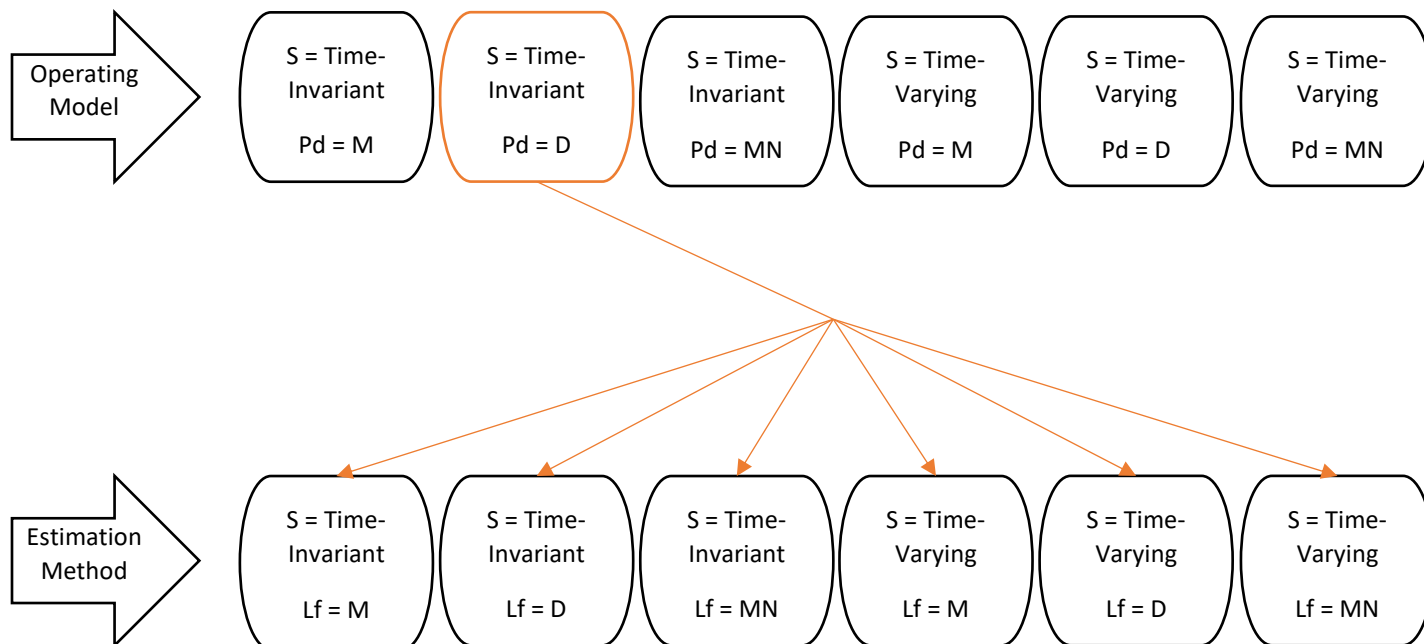 Operating
Model
S = Time-
Invariant
Pd = M
S = Time-
Invariant
Pd = D
S = Time-
Invariant
Pd = MN
S = Time-
Varying
Pd = M
S = Time-
Varying
Pd = D
S = Time-
Varying
Pd = MN
Estimation
Method
S = Time-
Invariant
Lf = M
S = Time-
Invariant
Lf = D
S = Time-
Invariant
Lf = MN
S = Time-
Varying
Lf = M
S = Time-
Varying
Lf = D
S = Time-
Varying
Lf = MN